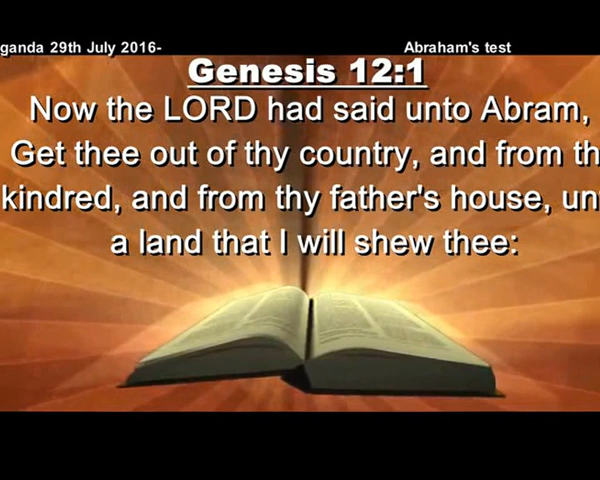 ganda 29th July 2016- Abraham's test
Genesis 12:1
Now the LORD had said unto Abram,
Get thee out of thy country, and from th
kindred, and from thy father's house, un
a land that I will shew thee: